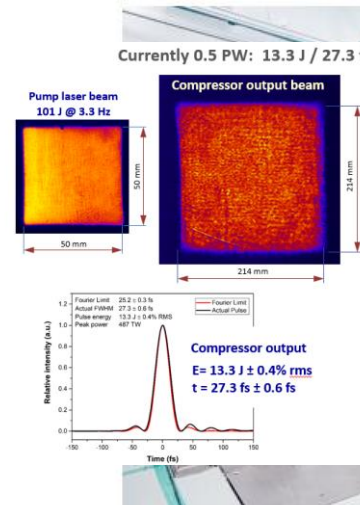 Currently 0.5 PW: 13.3 J / 27.3
Pump laser beam
101 J @ 3.3 Hz
Compressor output beam
50 mm
50 mm
214 mm
214 mm
Fourier Limit 25.2 ± 0.3 fs
Actual FWHM 27.3 ± 0.6 fs
Pulse energy 13.3 J ± 0.4% RMS
Peak power 487 TW
Fourier Limit
Actual Pulse
Relative intensity (a.u.)
1.2
1.0
0.8
0.6
0.4
0.2
0.0
-150 -100 -50 0 50 100 150
Time (fs)
Compressor output
E= 13.3 J ± 0.4% rms
t = 27.3 fs ± 0.6 fs